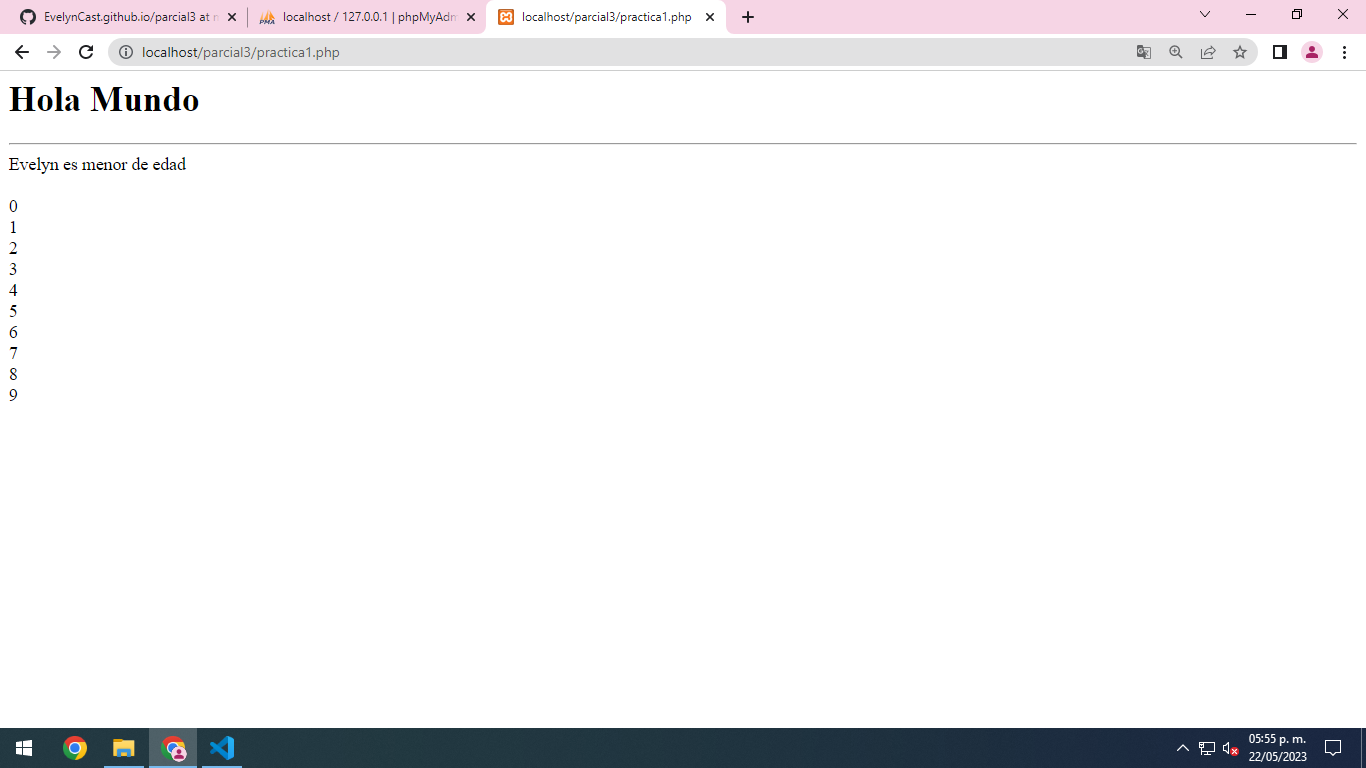 EvelynCast.github.io/parcial3 at
localhost / 127.0.0.1 | phpMyAdm
localhost/parcial3/practica1.php
localhost/parcial3/practica1.php
Hola Mundo
Evelyn es menor de edad
0
1
2
3
4
5
6
7
8
9
05:55 p. m.
22/05/2023